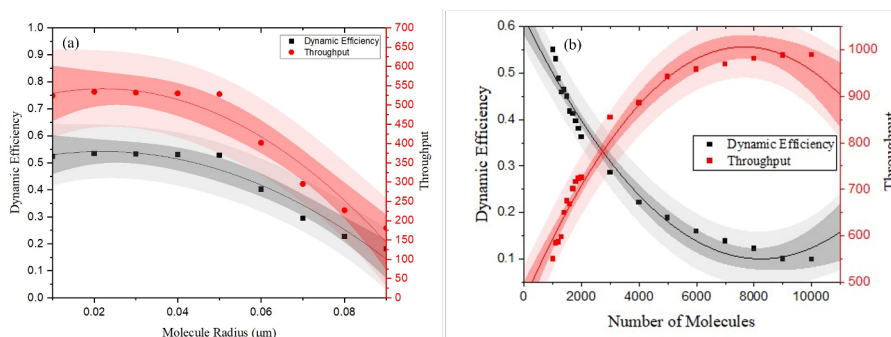 (a)
Dynamic Efficiency
Throughput
1.0
0.9
0.8
0.7
0.6
0.5
0.4
0.3
0.2
0.1
0.0
Dynamic Efficiency
700
650
600
550
500
450
400
350
300
250
200
150
100
50
0
Throughput
0.02 0.04 0.06 0.08
Molecule Radius (um)
(b)
0.6
0.5
0.4
0.3
0.2
0.1
Dynamic Efficiency
Dynamic Efficiency
Throughput
1000
900
800
700
600
500
Throughput
0 2000 4000 6000 8000 10000
Number of Molecules